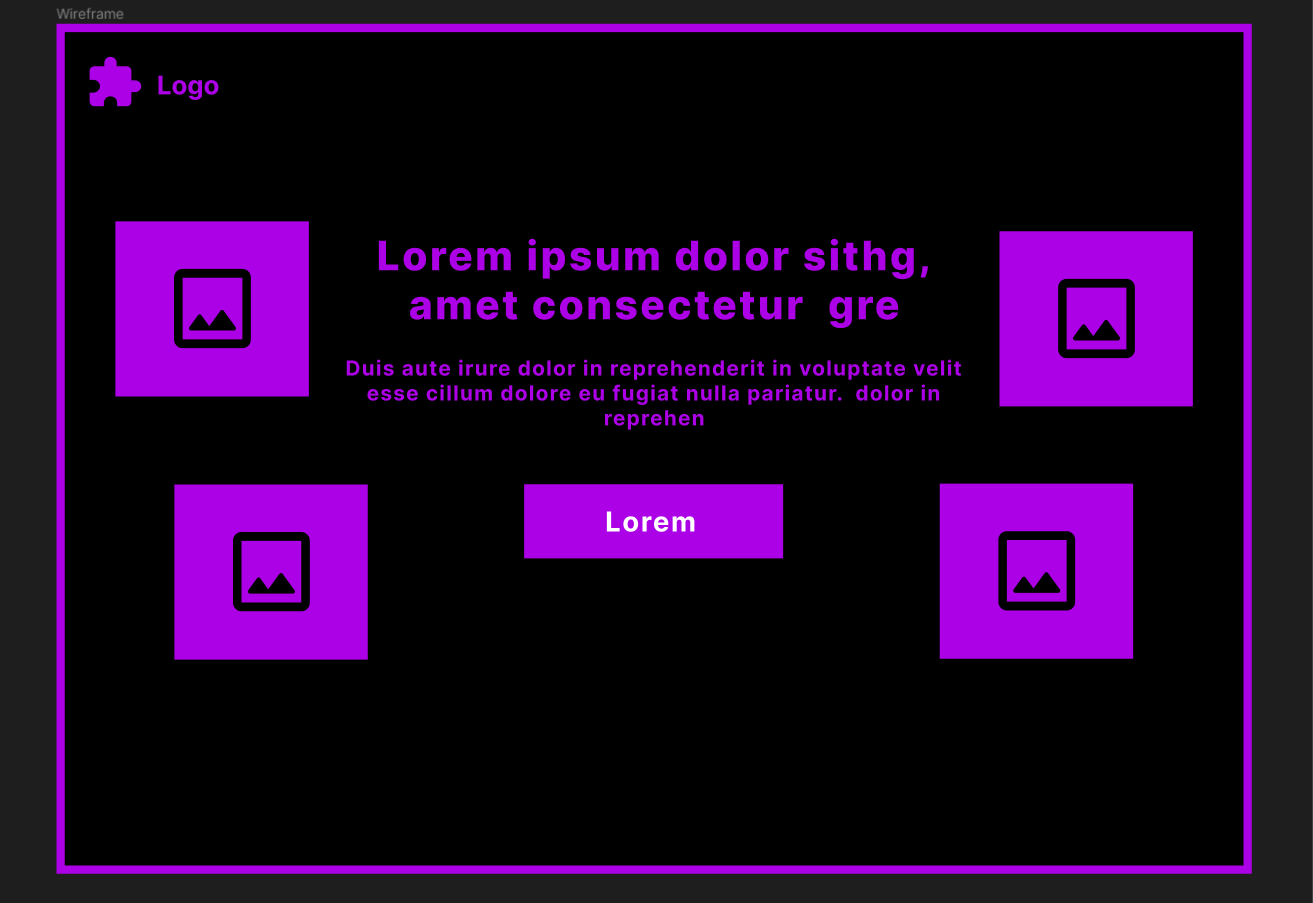 Wireframe
Logo
Lorem ipsum dolor sithg,
amet consectetur  gre
Duis aute irure dolor in reprehenderit in voluptate velit
esse cillum dolore eu fugiat nulla pariatur.  dolor in
reprehen
Lorem